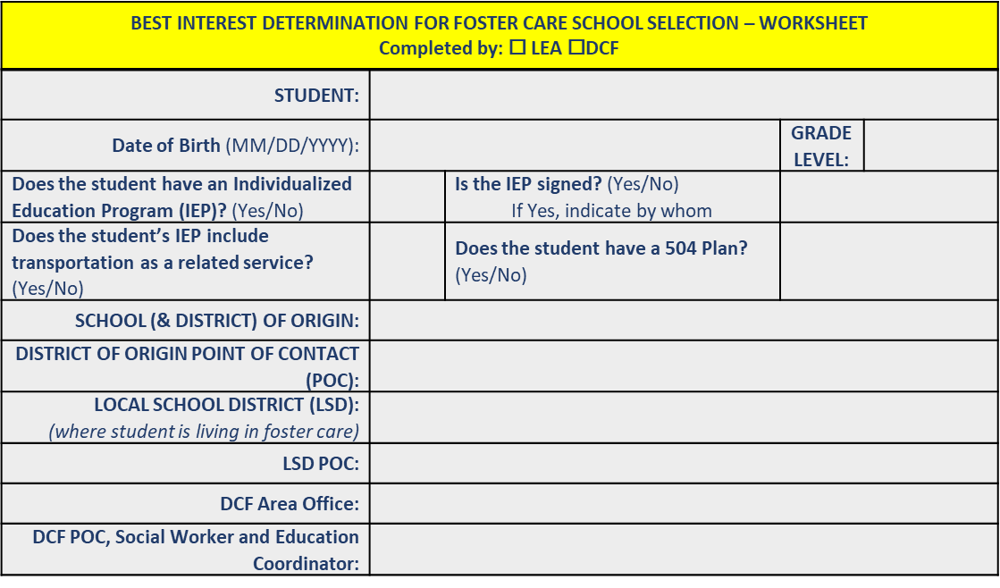 BEST INTEREST DETERMINATION FOR FOSTER CARE SCHOOL SELECTION – WORKSHEET
Completed by: ☐ LEA ☐DCF
STUDENT:
Date of Birth (MM/DD/YYYY):
GRADE
LEVEL:
Does the student have an Individualized
Education Program (IEP)? (Yes/No)
Is the IEP signed? (Yes/No)
If Yes, indicate by whom
Does the student’s IEP include
transportation as a related service?
(Yes/No)
Does the student have a 504 Plan?
(Yes/No)
SCHOOL (& DISTRICT) OF ORIGIN:
DISTRICT OF ORIGIN POINT OF CONTACT
(POC):
LOCAL SCHOOL DISTRICT (LSD):
(where student is living in foster care)
LSD POC:
DCF Area Office:
DCF POC, Social Worker and Education
Coordinator: